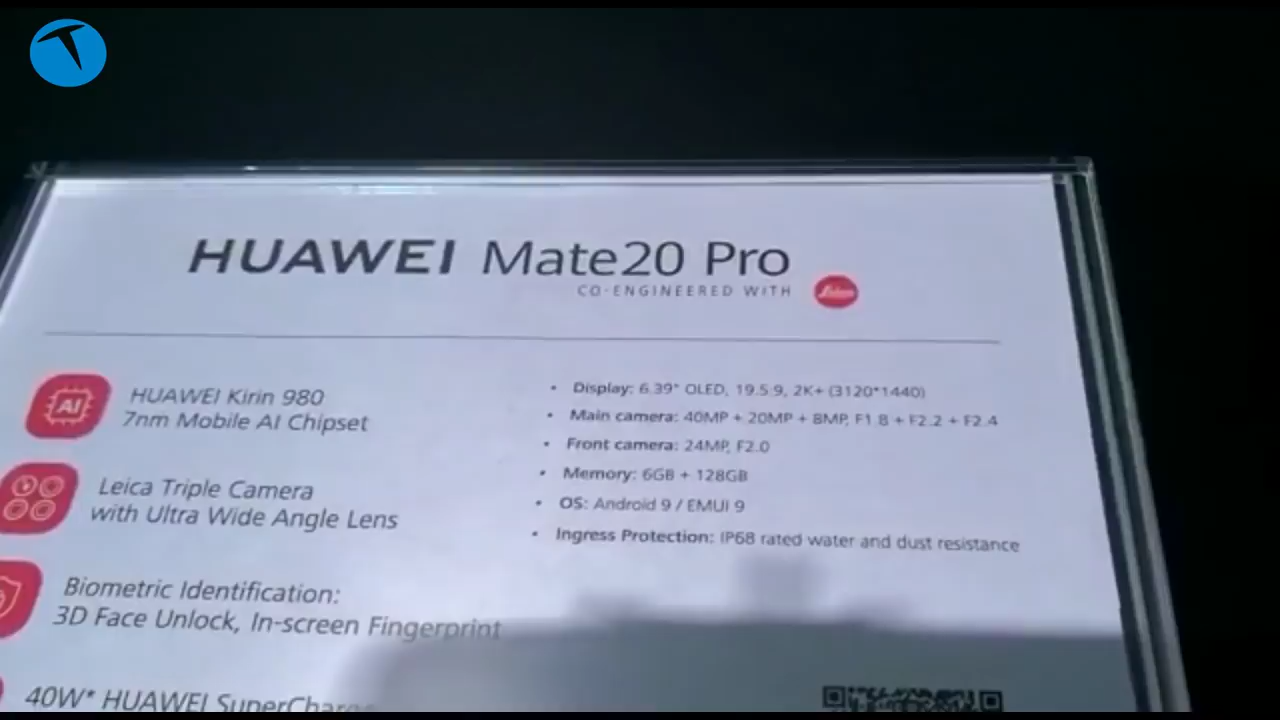 HUAWEI Mate20 Pro
CO-ENGINEERED WITH
Leica
AI
HUAWEI Kirin 980
7nm Mobile AI Chipset
Leica Triple Camera
with Ultra Wide Angle Lens
Biometric Identification:
3D Face Unlock, In-screen Fingerprint
40W* HUAWEI SuperCharge
• Display: 6.39" OLED, 19.5:9, 2K+ (3120*1440)
• Main camera: 40MP + 20MP + 8MP, F1.8 + F2.2 + F2.4
• Front camera: 24MP, F2.0
• Memory: 6GB + 128GB
• OS: Android 9 / EMUI 9
• Ingress Protection: IP68 rated water and dust resistance